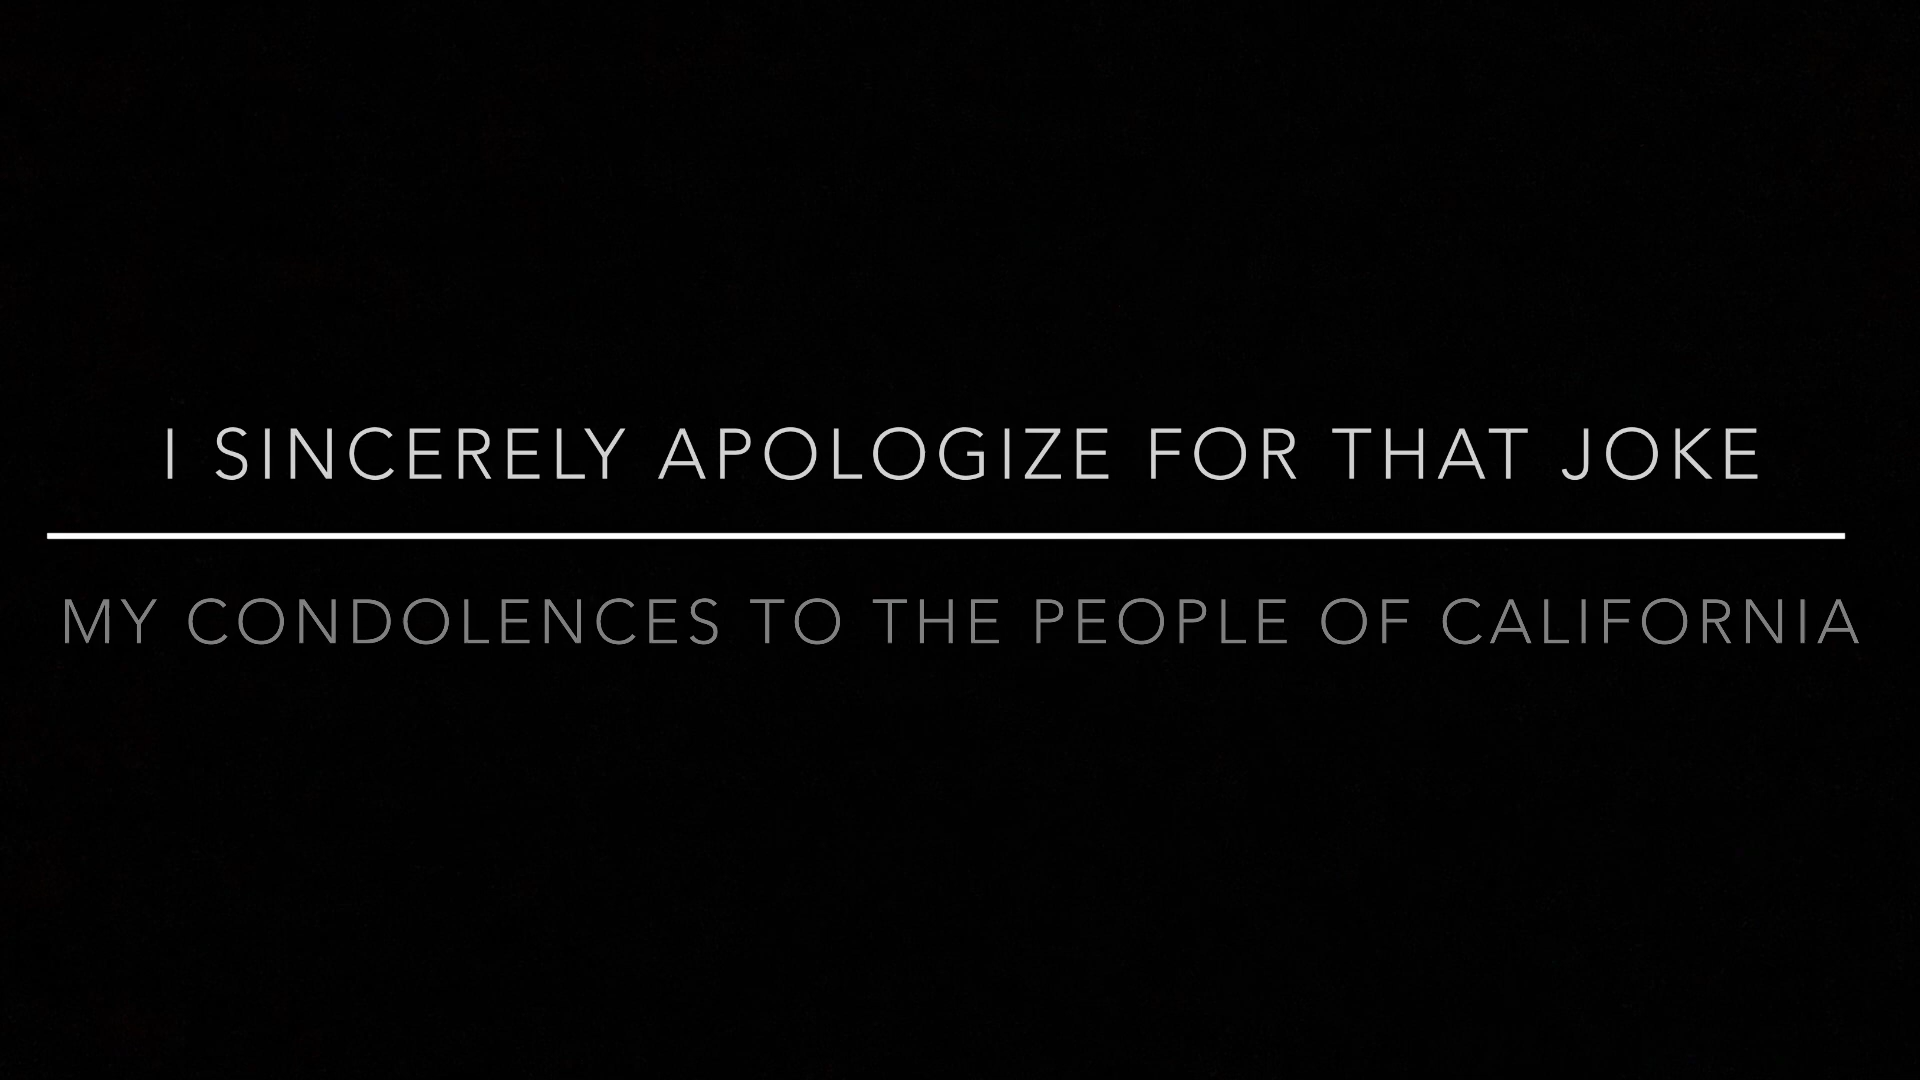 I SINCERELY APOLOGIZE FOR THAT JOKE
MY CONDOLENCES TO THE PEOPLE OF CALIFORNIA